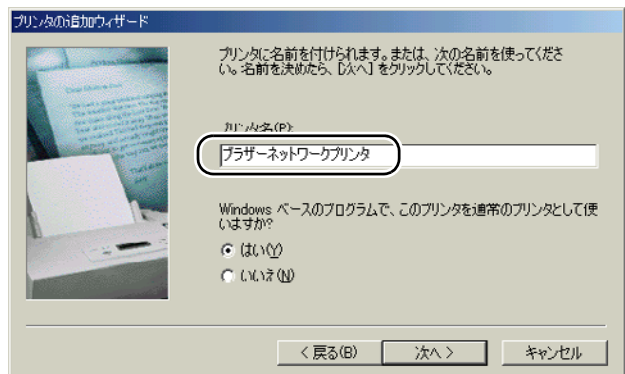 プリンタの追加ウィザード
プリンタに名前を付けられます。または、次の名前を使ってくださ
い。名前を決めたら、[次へ] をクリックしてください。
プリンタ名(P):
ブラザーネットワークプリンタ
Windows ベースのプログラムで、このプリンタを通常のプリンタとして使
いますか?
はい(Y)
いいえ(N)
< 戻る(B)
次へ >
キャンセル